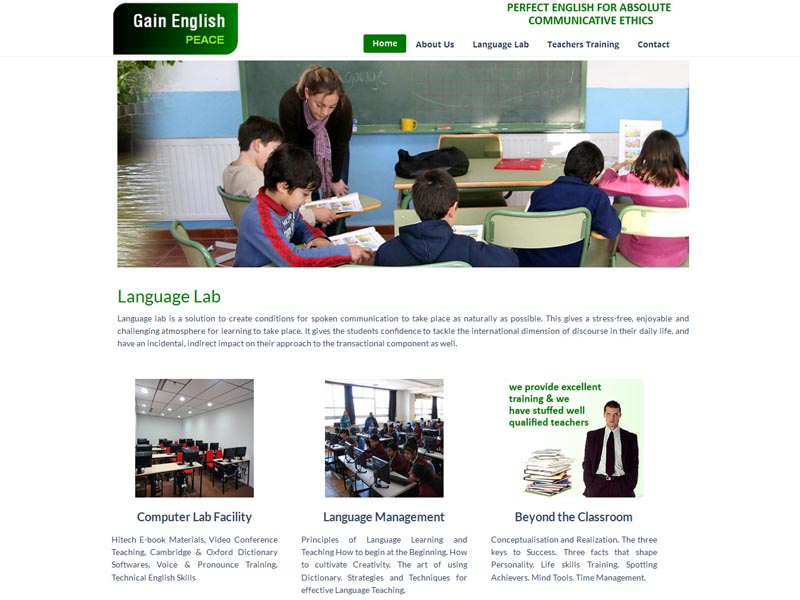 Gain English
PEACE
PERFECT ENGLISH FOR ABSOLUTE
COMMUNICATIVE ETHICS
Home About Us Language Lab Teachers Training Contact
Language Lab
Language lab is a solution to create conditions for spoken communication to take place as naturally as possible. This gives a stress-free, enjoyable and
challenging atmosphere for learning to take place. It gives the students confidence to tackle the international dimension of discourse in their daily life, and
have an incidental, indirect impact on their approach to the transactional component as well.
we provide excellent
training & we
have stuffed well
qualified teachers
Computer Lab Facility
Hitech E-book Materials, Video Conference
Teaching, Cambridge & Oxford Dictionary
Softwares, Voice & Pronounce Training,
Technical English Skills
Language Management
Principles of Language Learning and
Teaching How to begin at the Beginning. How
to cultivate Creativity. The art of using
Dictionary. Strategies and Techniques for
effective Language Teaching.
Beyond the Classroom
Conceptualisation and Realization. The three
keys to Success. Three facts that shape
Personality. Life skills Training, Spotting
Achievers. Mind Tools. Time Management.